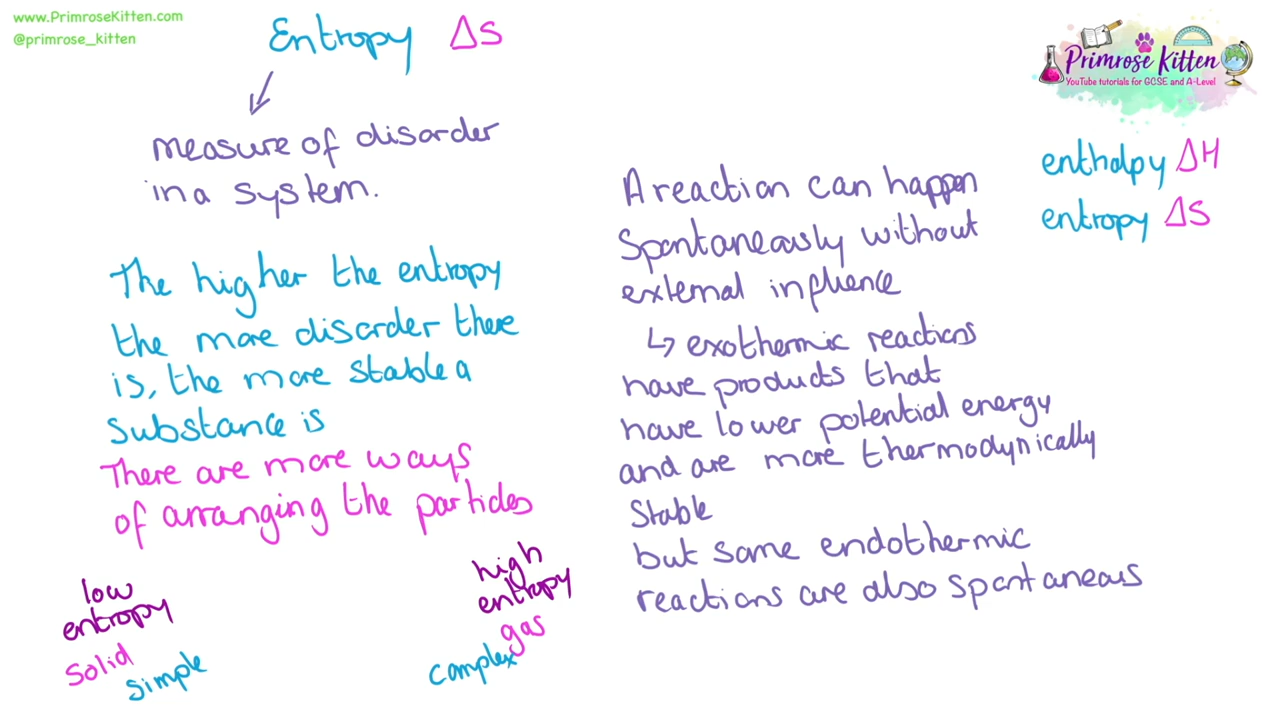 www.PrimroseKitten.com
@primrose_kitten
Entropy ΔS
measure of disorder
in a system.
The higher the entropy
the more disorder there
is, the more stable a
substance is
There are more ways
of arranging the particles
low
entropy
solid
simple
high
entropy
gas
complex
A reaction can happen
Spontaneously without
external influence
↳ exothermic reactions
have products that
have lower potential energy
and are more thermodynically
Stable
but some endothermic
reactions are also spontaneous
Primrose Kitten
YouTube tutorials for GCSE and A-Level
enthalpy ΔH
entropy ΔS